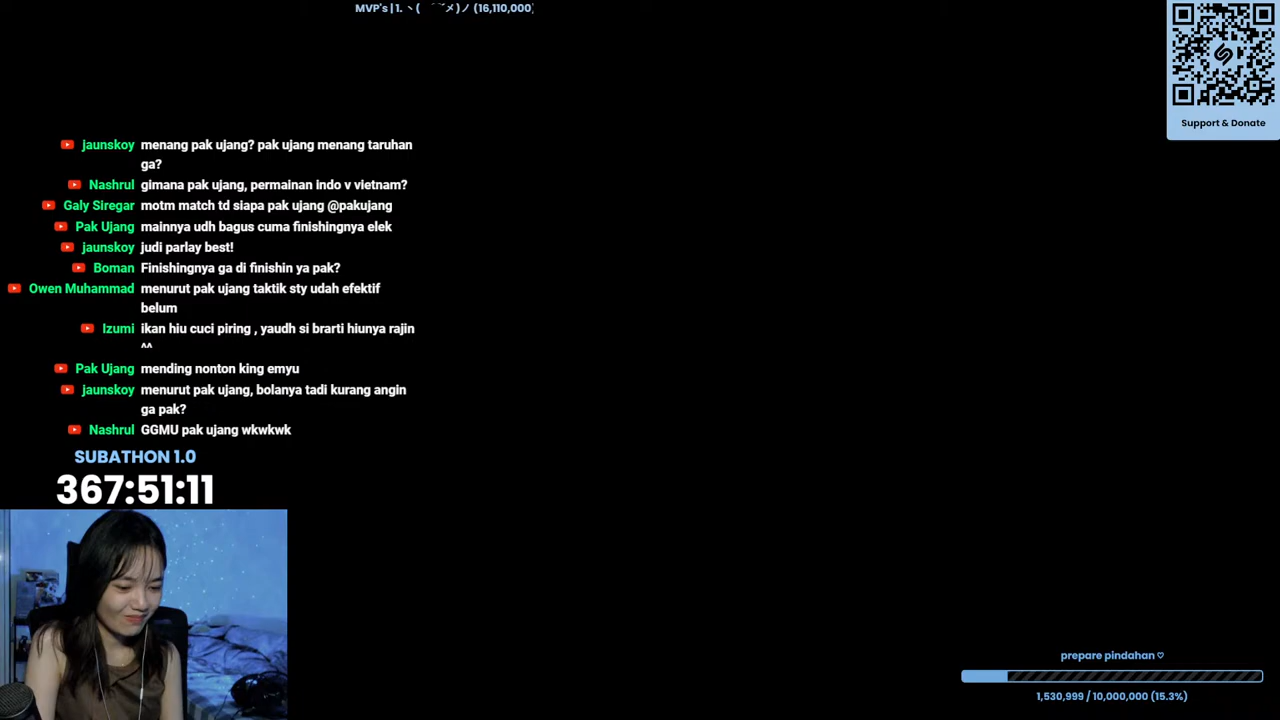 MVP's | 1. ヽ( ﾒ)ノ (16,110,000)
Support & Donate
jaunskoy menang pak ujang? pak ujang menang taruhan
ga?
Nashrul gimana pak ujang, permainan indo v vietnam?
Galy Siregar motm match td siapa pak ujang @pakujang
Pak Ujang mainnya udh bagus cuma finishingnya elek
jaunskoy judi parlay best!
Boman Finishingnya ga di finishin ya pak?
Owen Muhammad menurut pak ujang taktik sty udah efektif
belum
Izumi ikan hiu cuci piring , yaudh si brarti hiunya rajin
^^
Pak Ujang mending nonton king emyu
jaunskoy menurut pak ujang, bolanya tadi kurang angin
ga pak?
Nashrul GGMU pak ujang wkwkwk
SUBATHON 1.0
367:51:11
prepare pindahan ♡
1,530,999 / 10,000,000 (15.3%)